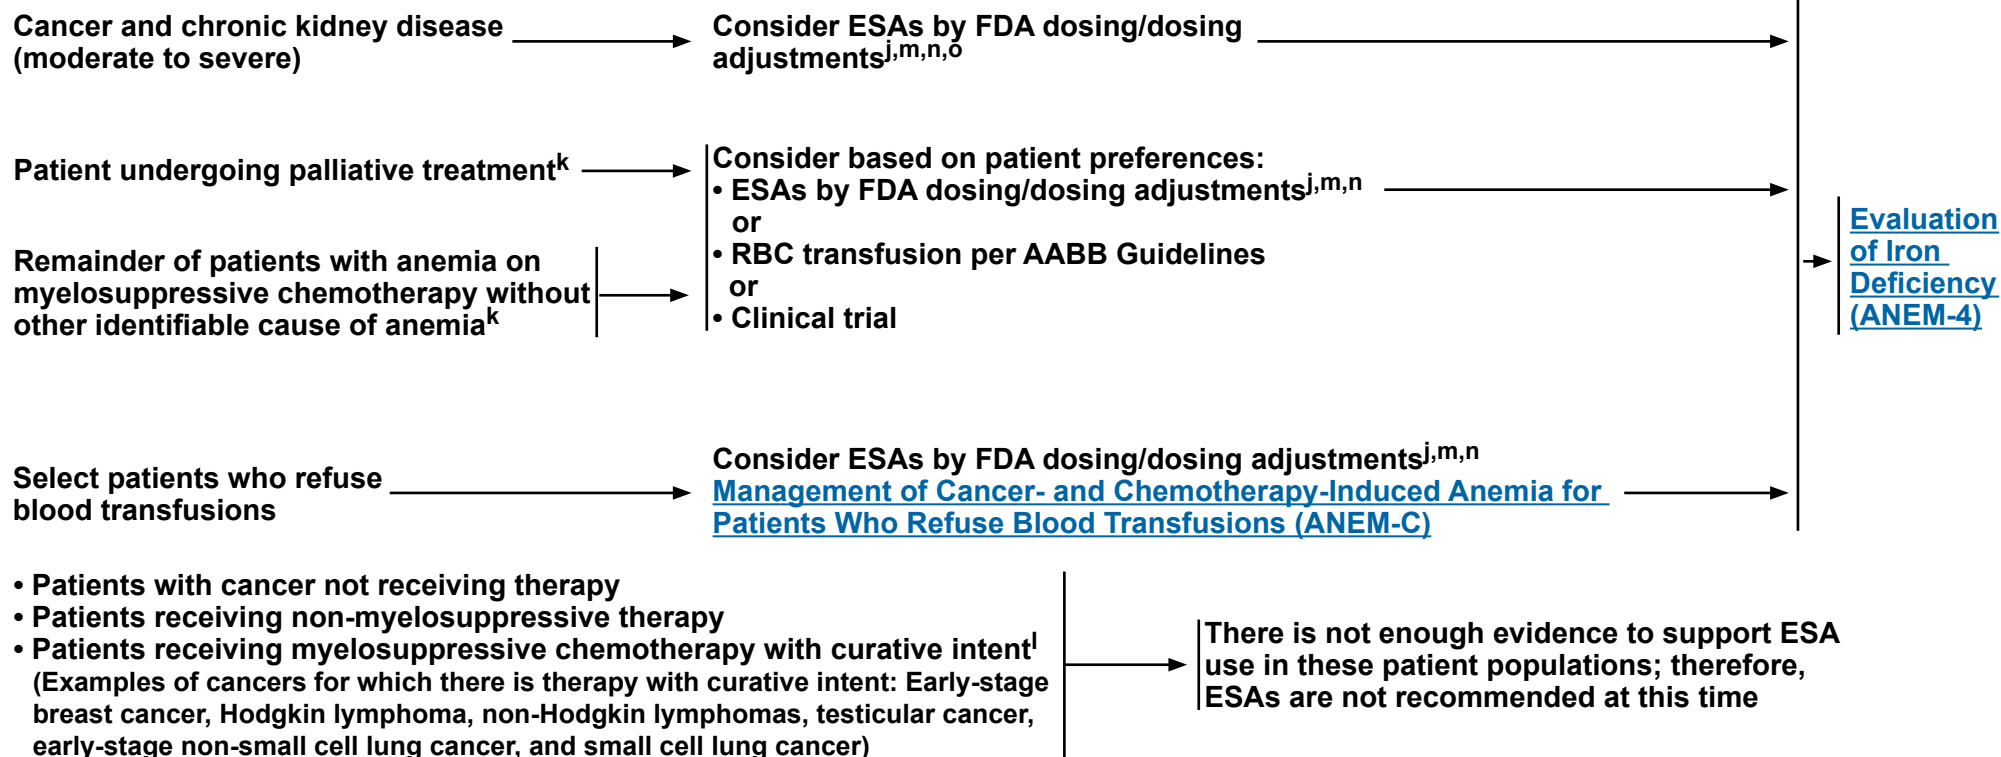 Cancer and chronic kidney disease
(moderate to severe)
Consider ESAs by FDA dosing/dosing
adjustmentsj,m,n,o
Patient undergoing palliative treatmentk
Remainder of patients with anemia on
myelosuppressive chemotherapy without
other identifiable cause of anemiak
Consider based on patient preferences:
• ESAs by FDA dosing/dosing adjustmentsj,m,n
or
• RBC transfusion per AABB Guidelines
or
• Clinical trial
Evaluation
of Iron
Deficiency
(ANEM-4)
Select patients who refuse
blood transfusions
Consider ESAs by FDA dosing/dosing adjustmentsj,m,n
Management of Cancer- and Chemotherapy-Induced Anemia for
Patients Who Refuse Blood Transfusions (ANEM-C)
• Patients with cancer not receiving therapy
• Patients receiving non-myelosuppressive therapy
• Patients receiving myelosuppressive chemotherapy with curative intentl
(Examples of cancers for which there is therapy with curative intent: Early-stage
breast cancer, Hodgkin lymphoma, non-Hodgkin lymphomas, testicular cancer,
early-stage non-small cell lung cancer, and small cell lung cancer)
There is not enough evidence to support ESA
use in these patient populations; therefore,
ESAs are not recommended at this time